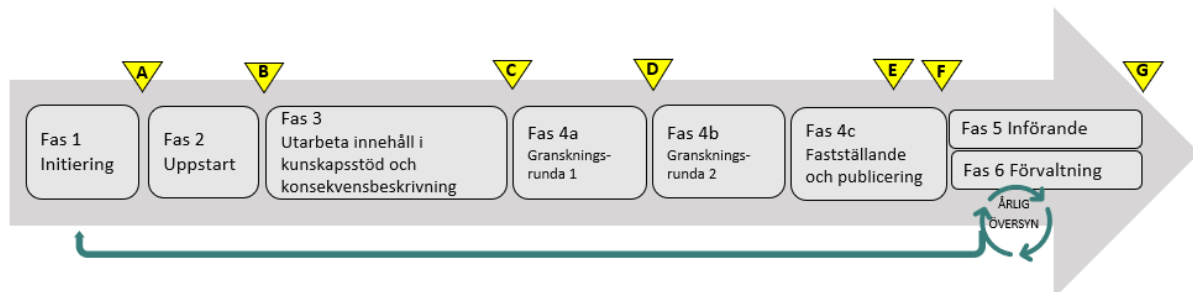 A
B
C
D
E
F
G
Fas 1
Initiering
Fas 2
Uppstart
Fas 3
Utarbeta innehåll i
kunskapsstöd och
konsekvensbeskrivning
Fas 4a
Gransknings-
runda 1
Fas 4b
Gransknings-
runda 2
Fas 4c
Fastställande
och publicering
Fas 5 Införande
Fas 6 Förvaltning
ÅRLIG
ÖVERSYN